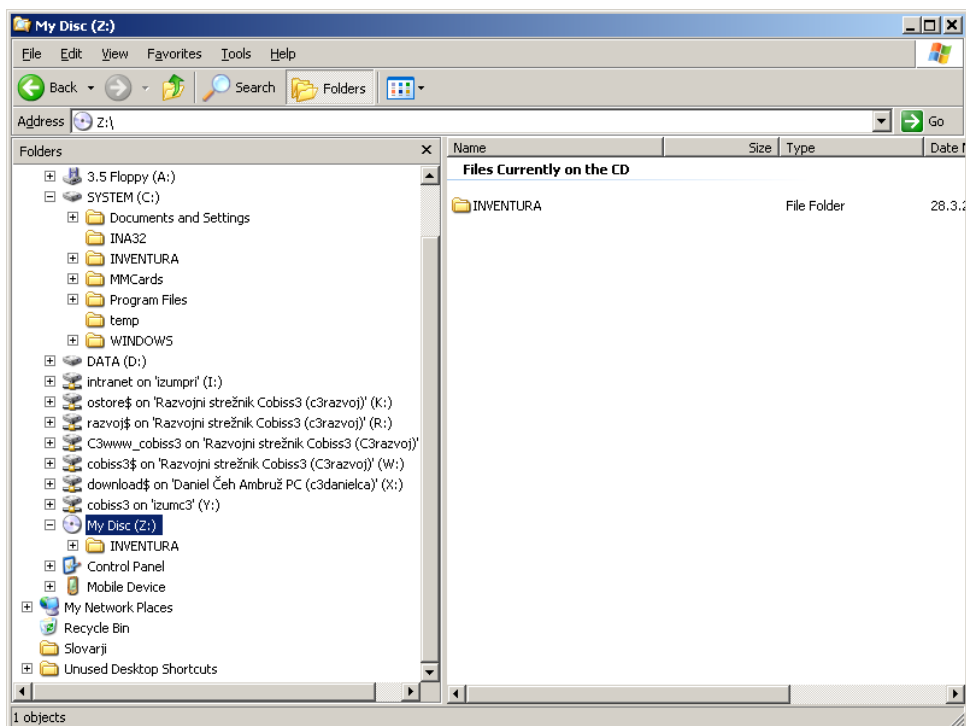 My Disc (Z:)
File Edit View Favorites Tools Help
Back Search Folders
Address Z:\ Go
Folders x
3.5 Floppy (A:)
SYSTEM (C:)
Documents and Settings
INA32
INVENTURA
MMCards
Program Files
temp
WINDOWS
DATA (D:)
intranet on 'izumpri' (I:)
ostore$ on 'Razvojni strežnik Cobiss3 (c3razvoj)' (K:)
razvoj$ on 'Razvojni strežnik Cobiss3 (c3razvoj)' (R:)
C3www_cobiss3 on 'Razvojni strežnik Cobiss3 (C3razvoj)'
cobiss3$ on 'Razvojni strežnik Cobiss3 (C3razvoj)' (W:)
download$ on 'Daniel Čeh Ambruž PC (c3danielca)' (X:)
cobiss3 on 'izumc3' (Y:)
My Disc (Z:)
INVENTURA
Control Panel
Mobile Device
My Network Places
Recycle Bin
Slovarji
Unused Desktop Shortcuts
Name Size Type Date
Files Currently on the CD
INVENTURA File Folder 28.3.2
1 objects